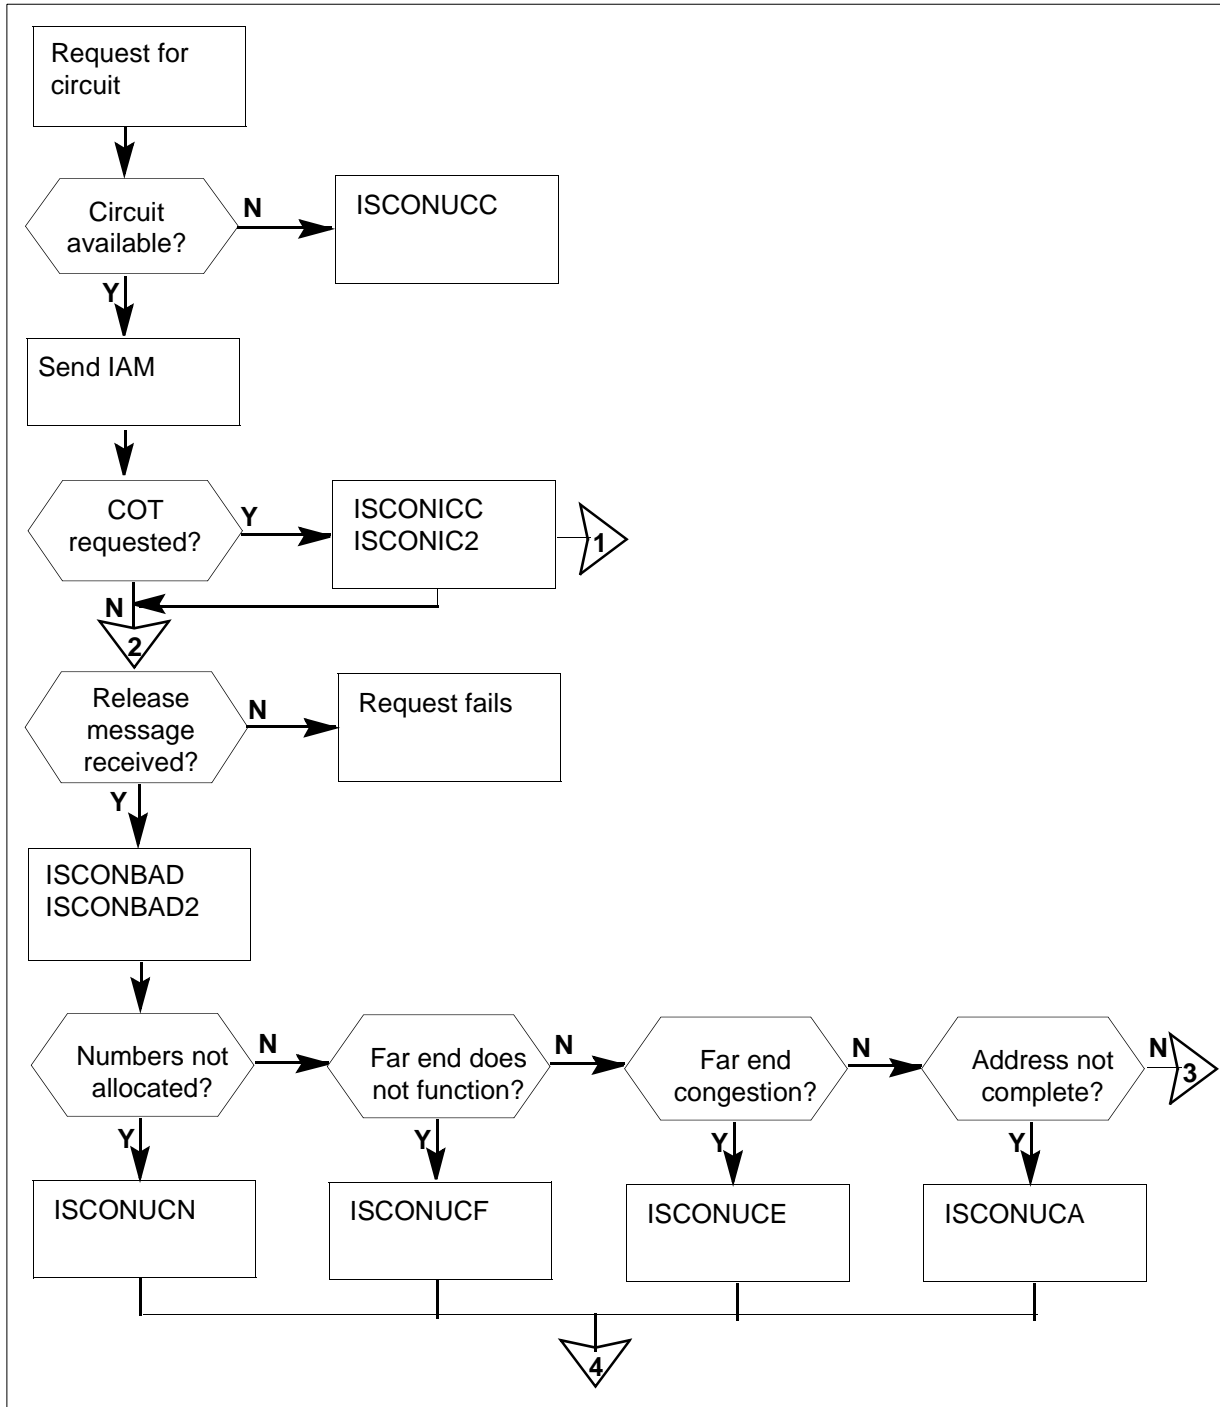 Request for
circuit
Circuit
available?
N
ISCONUCC
Y
Send IAM
COT
requested?
Y
ISCONICC
ISCONIC2
1
N
2
Release
message
received?
N
Request fails
Y
ISCONBAD
ISCONBAD2
Numbers not
allocated?
N
Far end does
not function?
N
Far end
congestion?
N
Address not
complete?
N
3
Y
Y
Y
Y
ISCONUCN
ISCONUCF
ISCONUCE
ISCONUCA
4